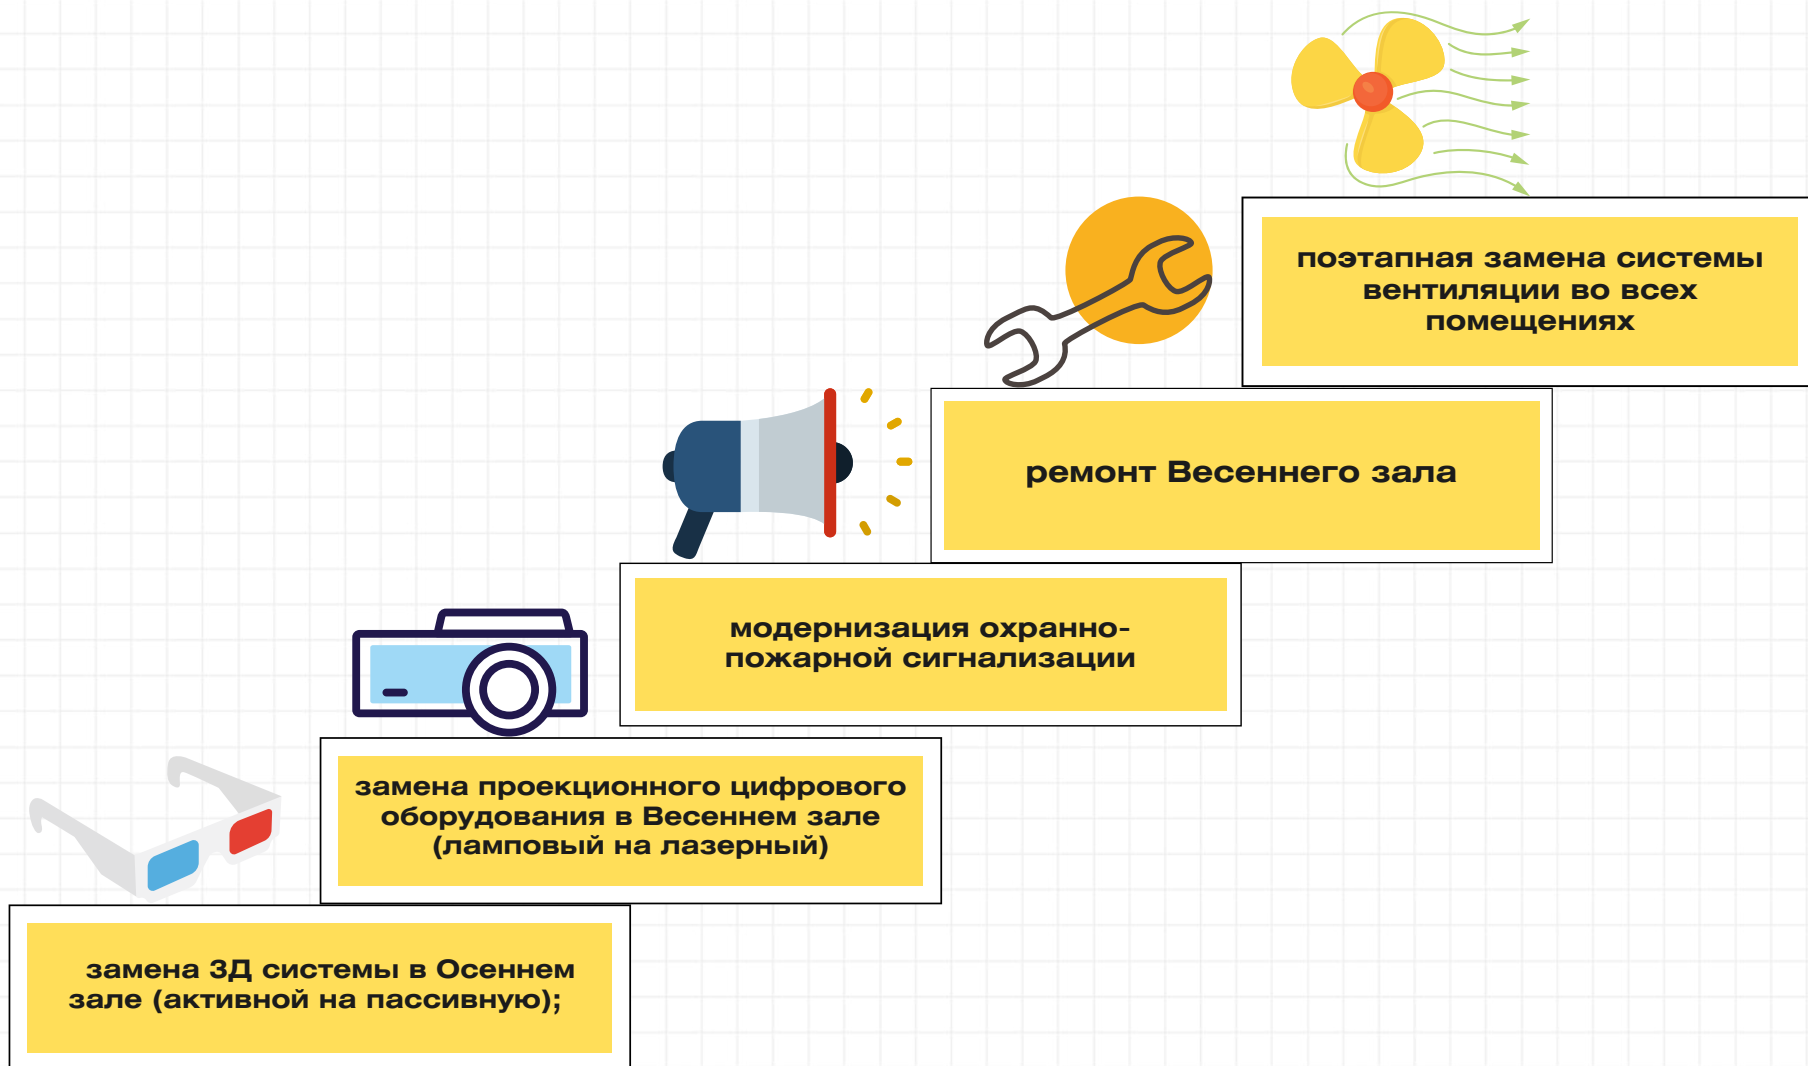 поэтапная замена системы
вентиляции во всех
помещениях
ремонт Весеннего зала
модернизация охранно-
пожарной сигнализации
замена проекционного цифрового
оборудования в Весеннем зале
(ламповый на лазерный)
замена 3Д системы в Осеннем
зале (активной на пассивную);